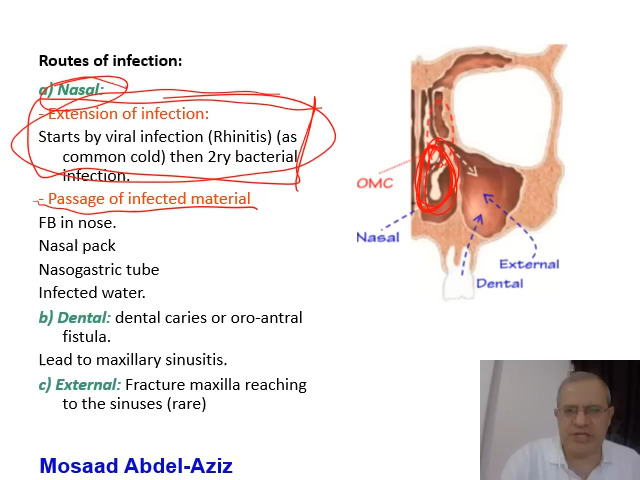 Routes of infection:
a) Nasal:
- Extension of infection:
Starts by viral infection (Rhinitis) (as
common cold) then 2ry bacterial
infection.
- Passage of infected material
FB in nose.
Nasal pack
Nasogastric tube
Infected water.
b) Dental: dental caries or oro-antral
fistula.
Lead to maxillary sinusitis.
c) External: Fracture maxilla reaching
to the sinuses (rare)
OMC
Nasal
External
Dental
Mosaad Abdel-Aziz